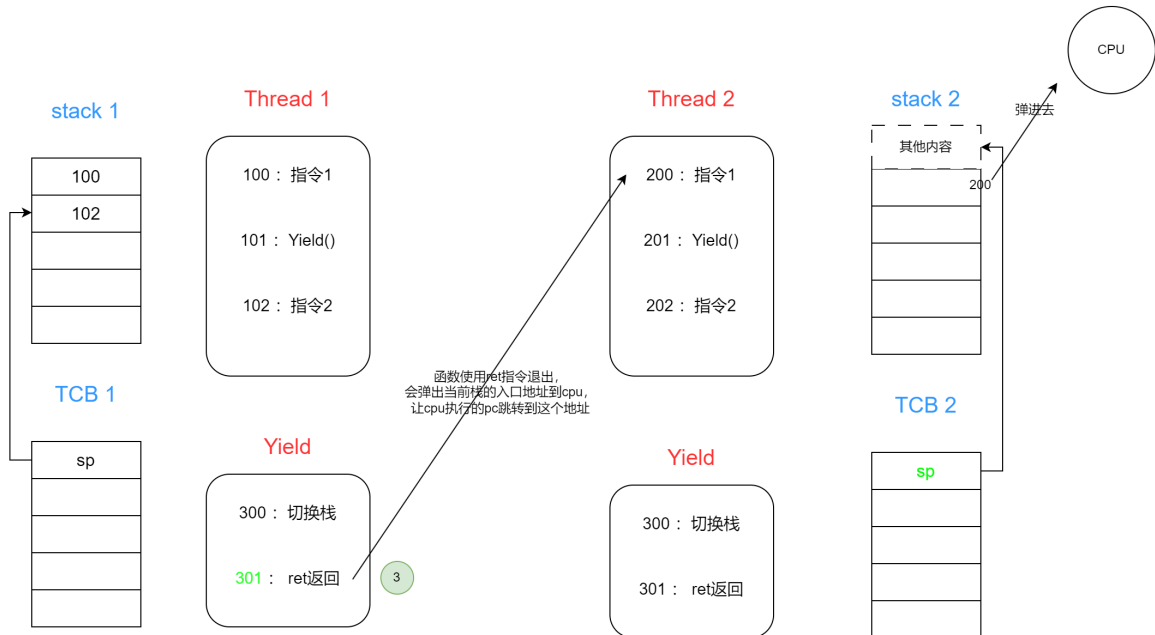 CPU
stack 1
Thread 1
Thread 2
stack 2
弹进去
其他内容
100
102
100： 指令1
101： Yield()
102： 指令2
200： 指令1
201： Yield()
202： 指令2
200
函数使用ret指令退出，
会弹出当前栈的入口地址到cpu，
让cpu执行的pc跳转到这个地址
TCB 1
TCB 2
sp
Yield
300： 切换栈
301： ret返回
3
Yield
300： 切换栈
301： ret返回
sp